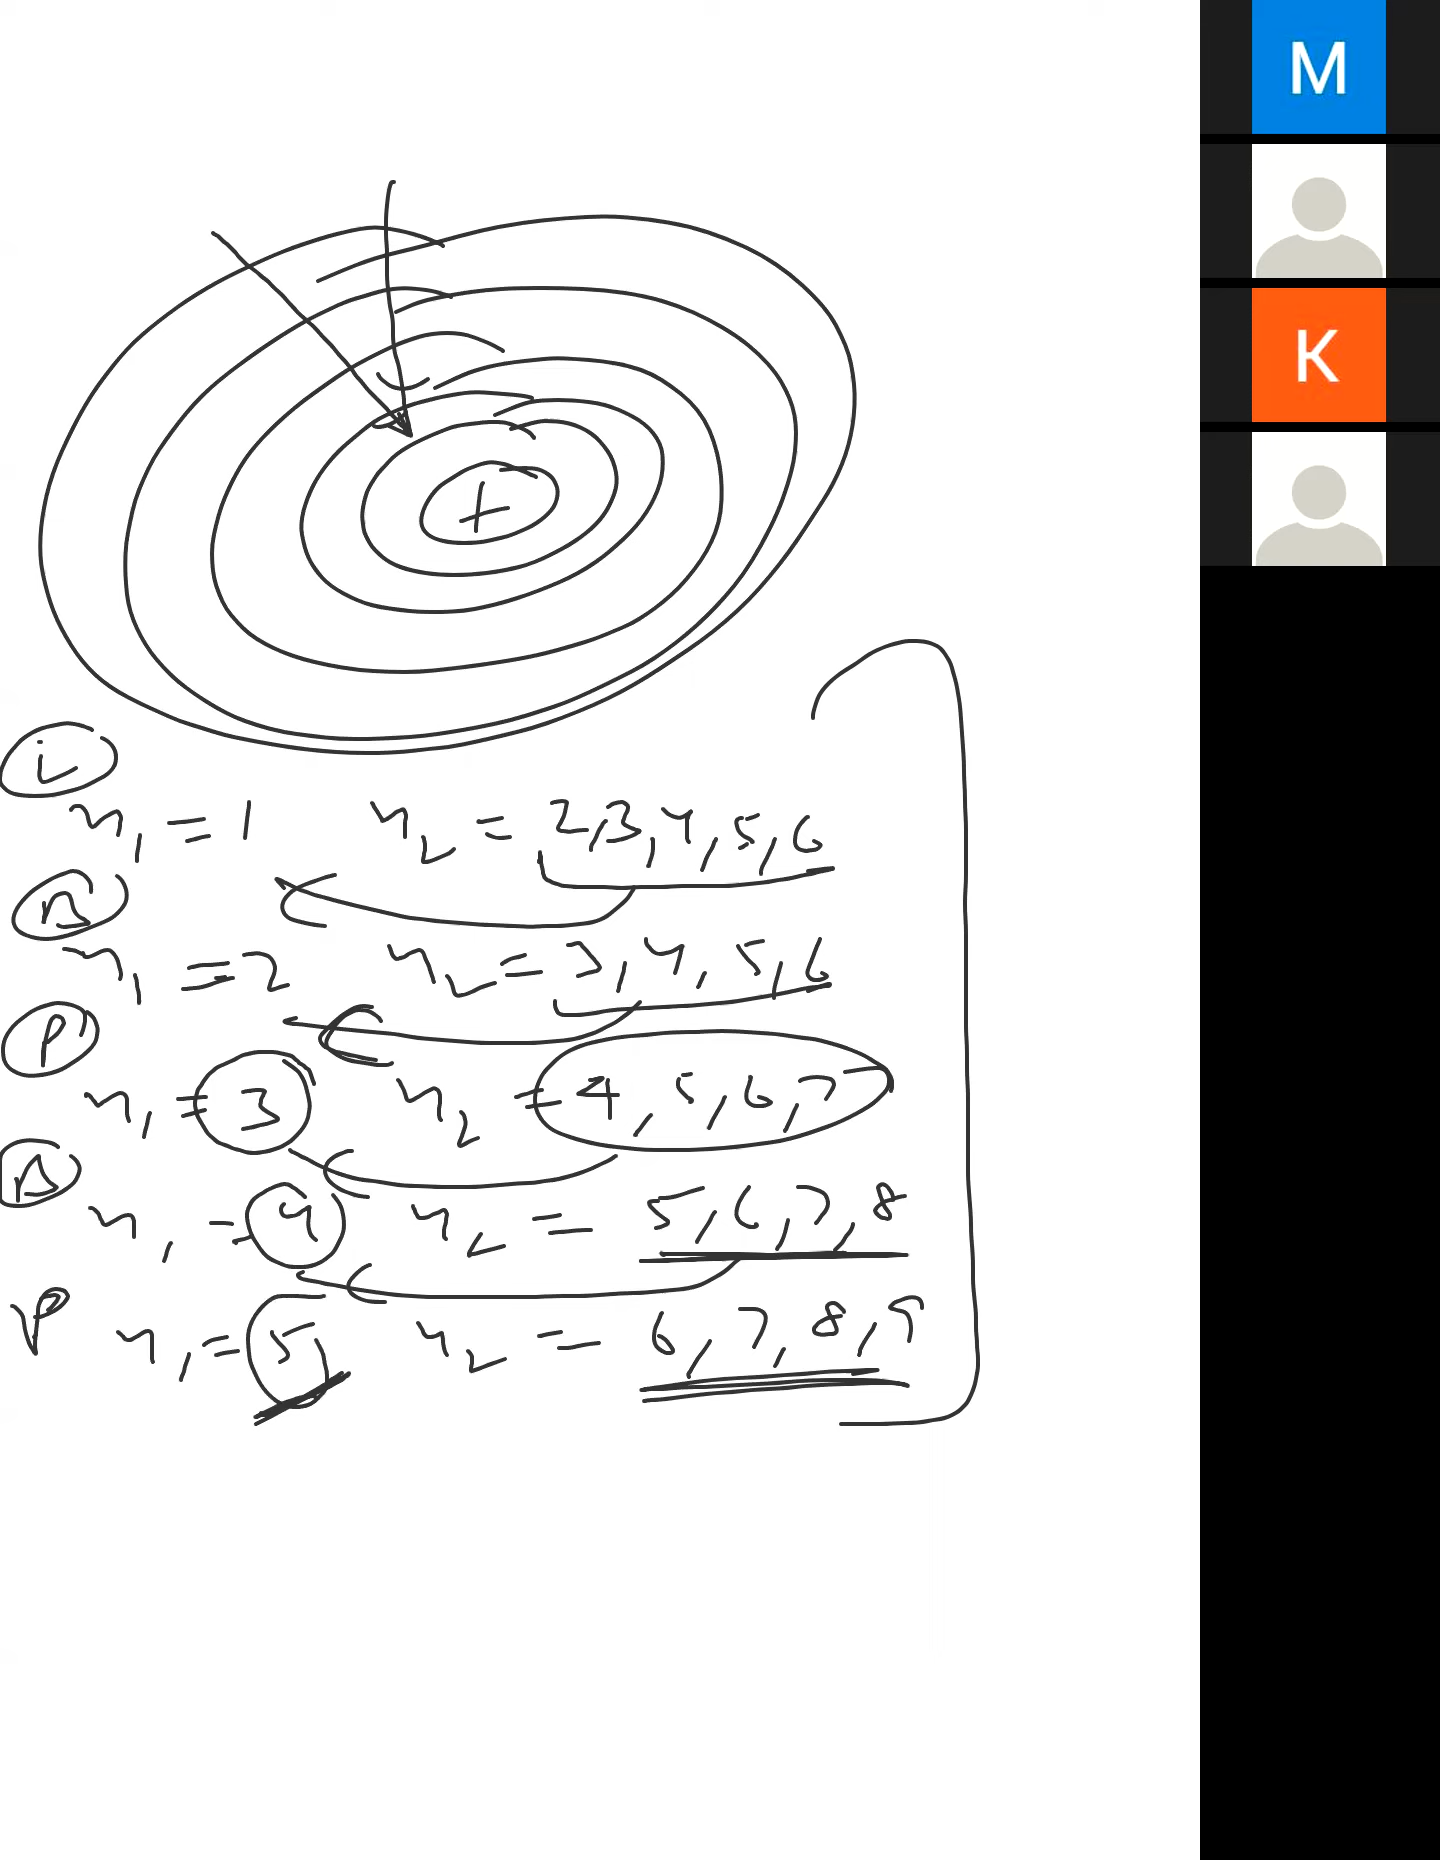 M
K
+
L
n₁ = 1 n₂ = 2,3,4,5,6
B
n₁ = 2 n₂ = 3,4,5,6
P
n₁ = 3 n₂ = 4,5,6,7
B
n₁ = 4 n₂ = 5,6,7,8
P n₁ = 5 n₂ = 6,7,8,9